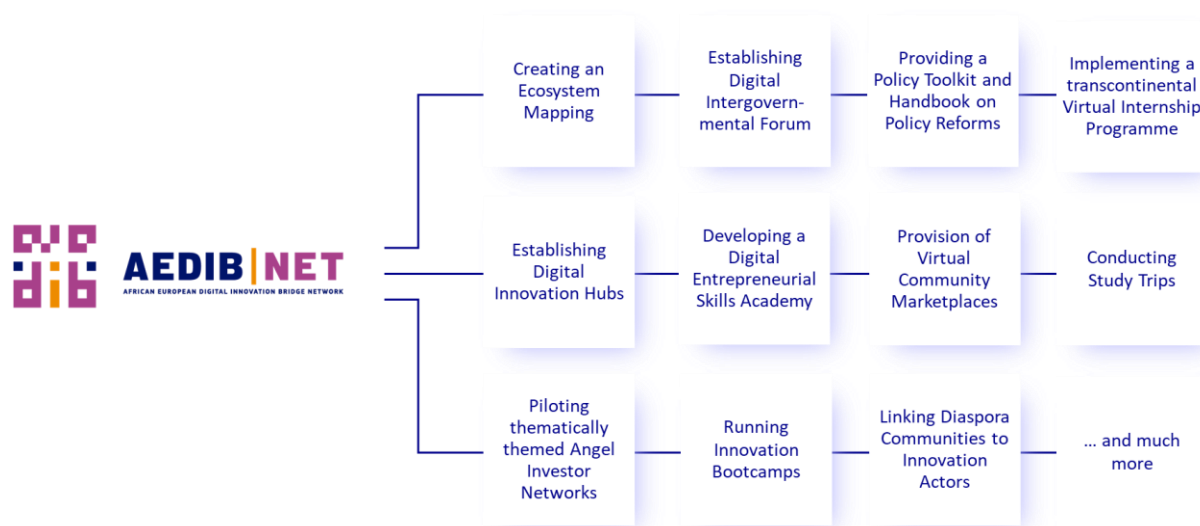 Creating an
Ecosystem
Mapping
Establishing
Digital
Intergovern-
mental Forum
Providing a
Policy Toolkit and
Handbook on
Policy Reforms
Implementing a
transcontinental
Virtual Internship
Programme
dib
AEDIB|NET
AFRICAN EUROPEAN DIGITAL INNOVATION BRIDGE NETWORK
Establishing
Digital
Innovation Hubs
Developing a
Digital
Entrepreneurial
Skills Academy
Provision of
Virtual
Community
Marketplaces
Conducting
Study Trips
Piloting
thematically
themed Angel
Investor
Networks
Running
Innovation
Bootcamps
Linking Diaspora
Communities to
Innovation
Actors
... and much
more